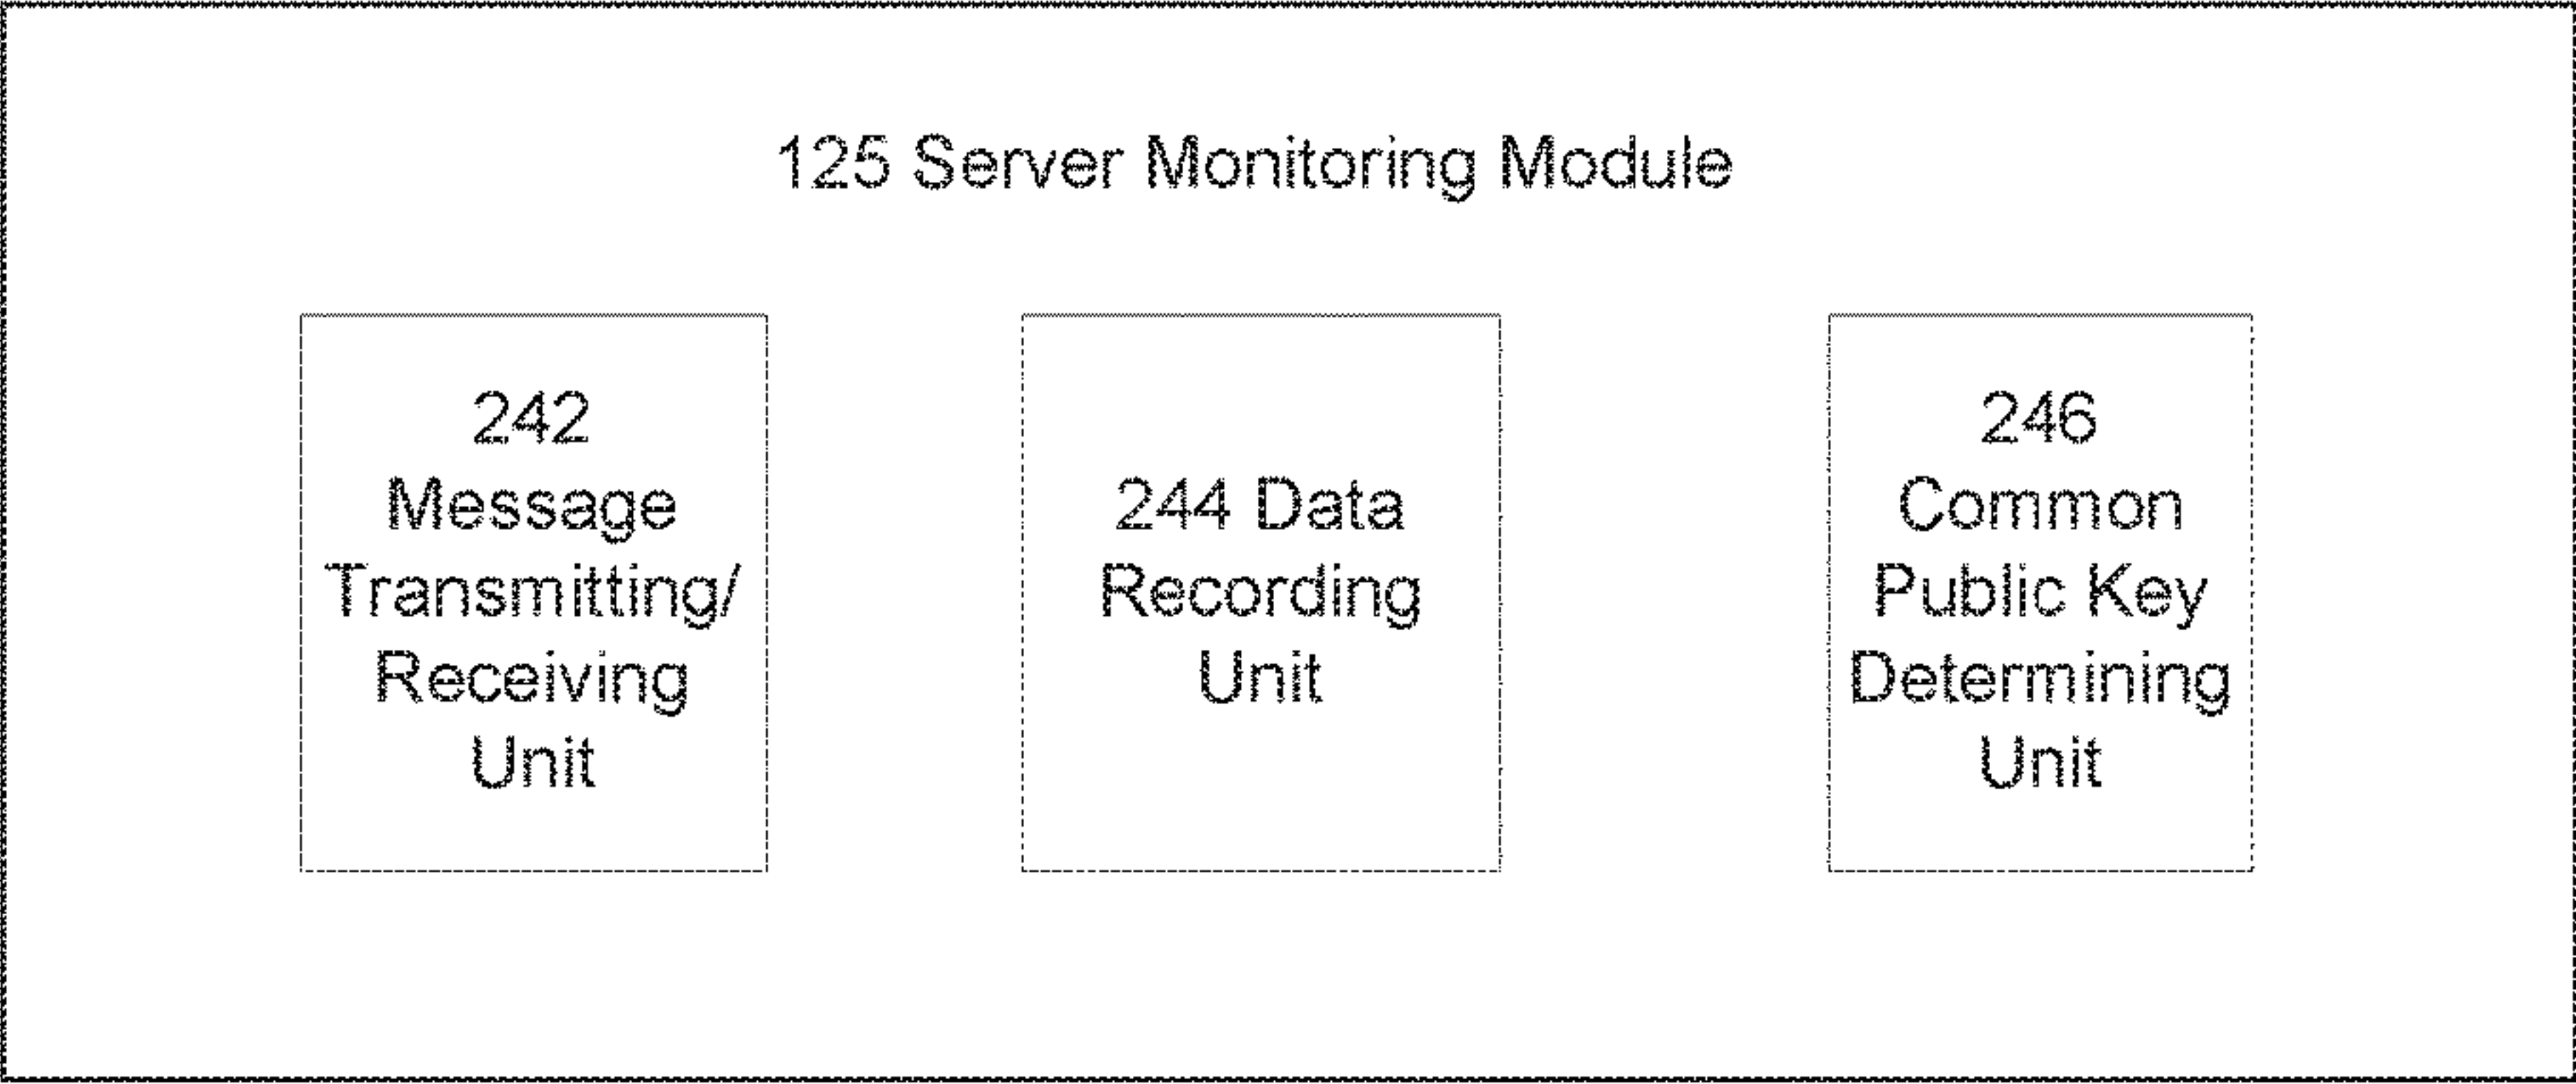 125 Server Monitoring Module
242
Message
Transmitting/
Receiving
Unit
244 Data
Recording
Unit
246
Common
Public Key
Determining
Unit